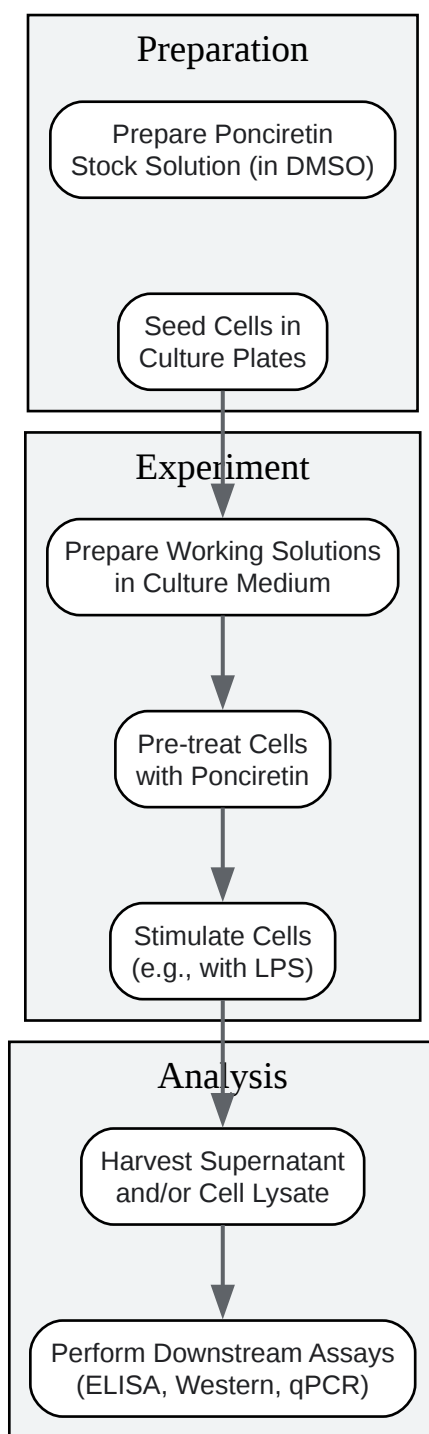 Preparation
Prepare Ponciretin
Stock Solution (in DMSO)
Seed Cells in
Culture Plates
Experiment
Prepare Working Solutions
in Culture Medium
Pre-treat Cells
with Ponciretin
Stimulate Cells
(e.g., with LPS)
Analysis
Harvest Supernatant
and/or Cell Lysate
Perform Downstream Assays
(ELISA, Western, qPCR)